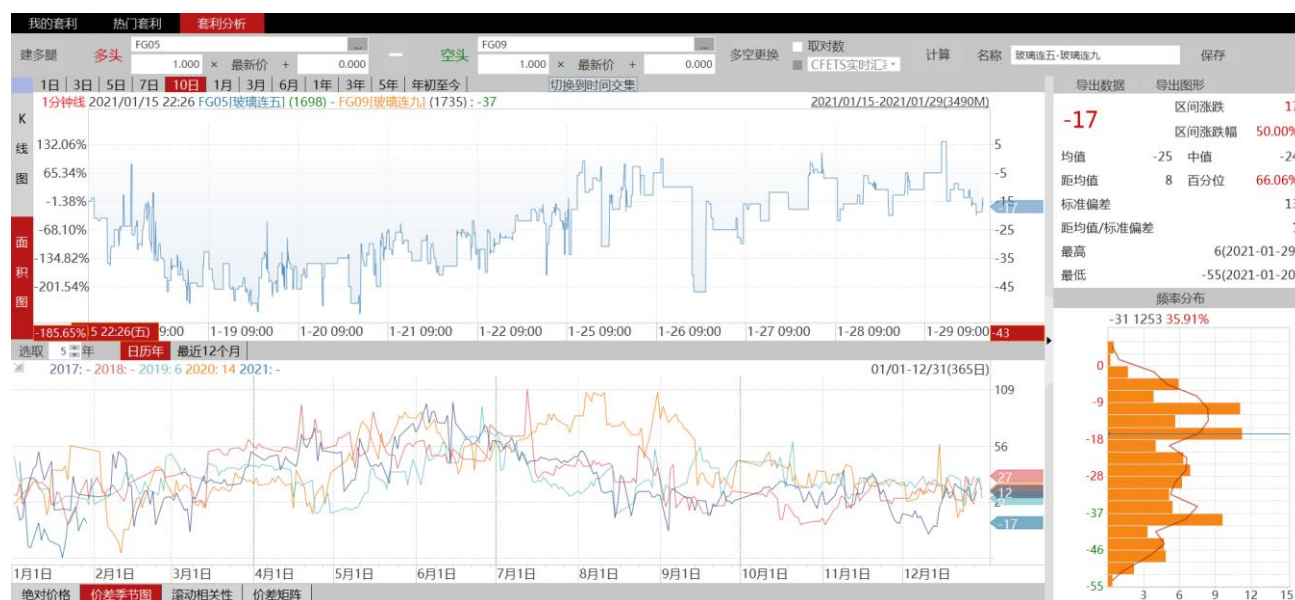 我的套利 热门套利 套利分析
建多腿 多头 FG05 ... 空头 FG09 ... 多空更换 取对数 计算 名称 玻璃连五-玻璃连九 保存
1.000 × 最新价 + 0.000 1.000 × 最新价 + 0.000 CFETS实时汇
1日 3日 5日 7日 10日 1月 3月 6月 1年 3年 5年 年初至今 切换到时间交集
导出数据 导出图形
1分钟线 2021/01/15 22:26 FG05[玻璃连五] (1698) - FG09[玻璃连九] (1735) : -37 2021/01/15-2021/01/29(3490M)
K
线
图
面
积
图
132.06%
65.34%
-1.38%
-68.10%
-134.82%
-201.54%
-185.65%
5
-5
-15
-17
-25
-35
-45
-43
5 22:26(五) 9:00 1-19 09:00 1-20 09:00 1-21 09:00 1-22 09:00 1-25 09:00 1-26 09:00 1-27 09:00 1-28 09:00 1-29 09:00
-17
区间涨跌 17
区间涨跌幅 50.00%
均值 -25 中值 -24
距均值 8 百分位 66.06%
标准偏差 13
距均值/标准偏差
最高 6(2021-01-29
最低 -55(2021-01-20
频率分布
-31 1253 35.91%
0
-9
-18
-28
-37
-46
-55
3 6 9 12 15
选取 5 年 日历年 最近12个月
2017: - 2018: - 2019: 6 2020: 14 2021: - 01/01-12/31(365日)
109
56
27
12
2
-17
1月1日 2月1日 3月1日 4月1日 5月1日 6月1日 7月1日 8月1日 9月1日 10月1日 11月1日 12月1日
绝对价格 价差季节图 滚动相关性 价差矩阵